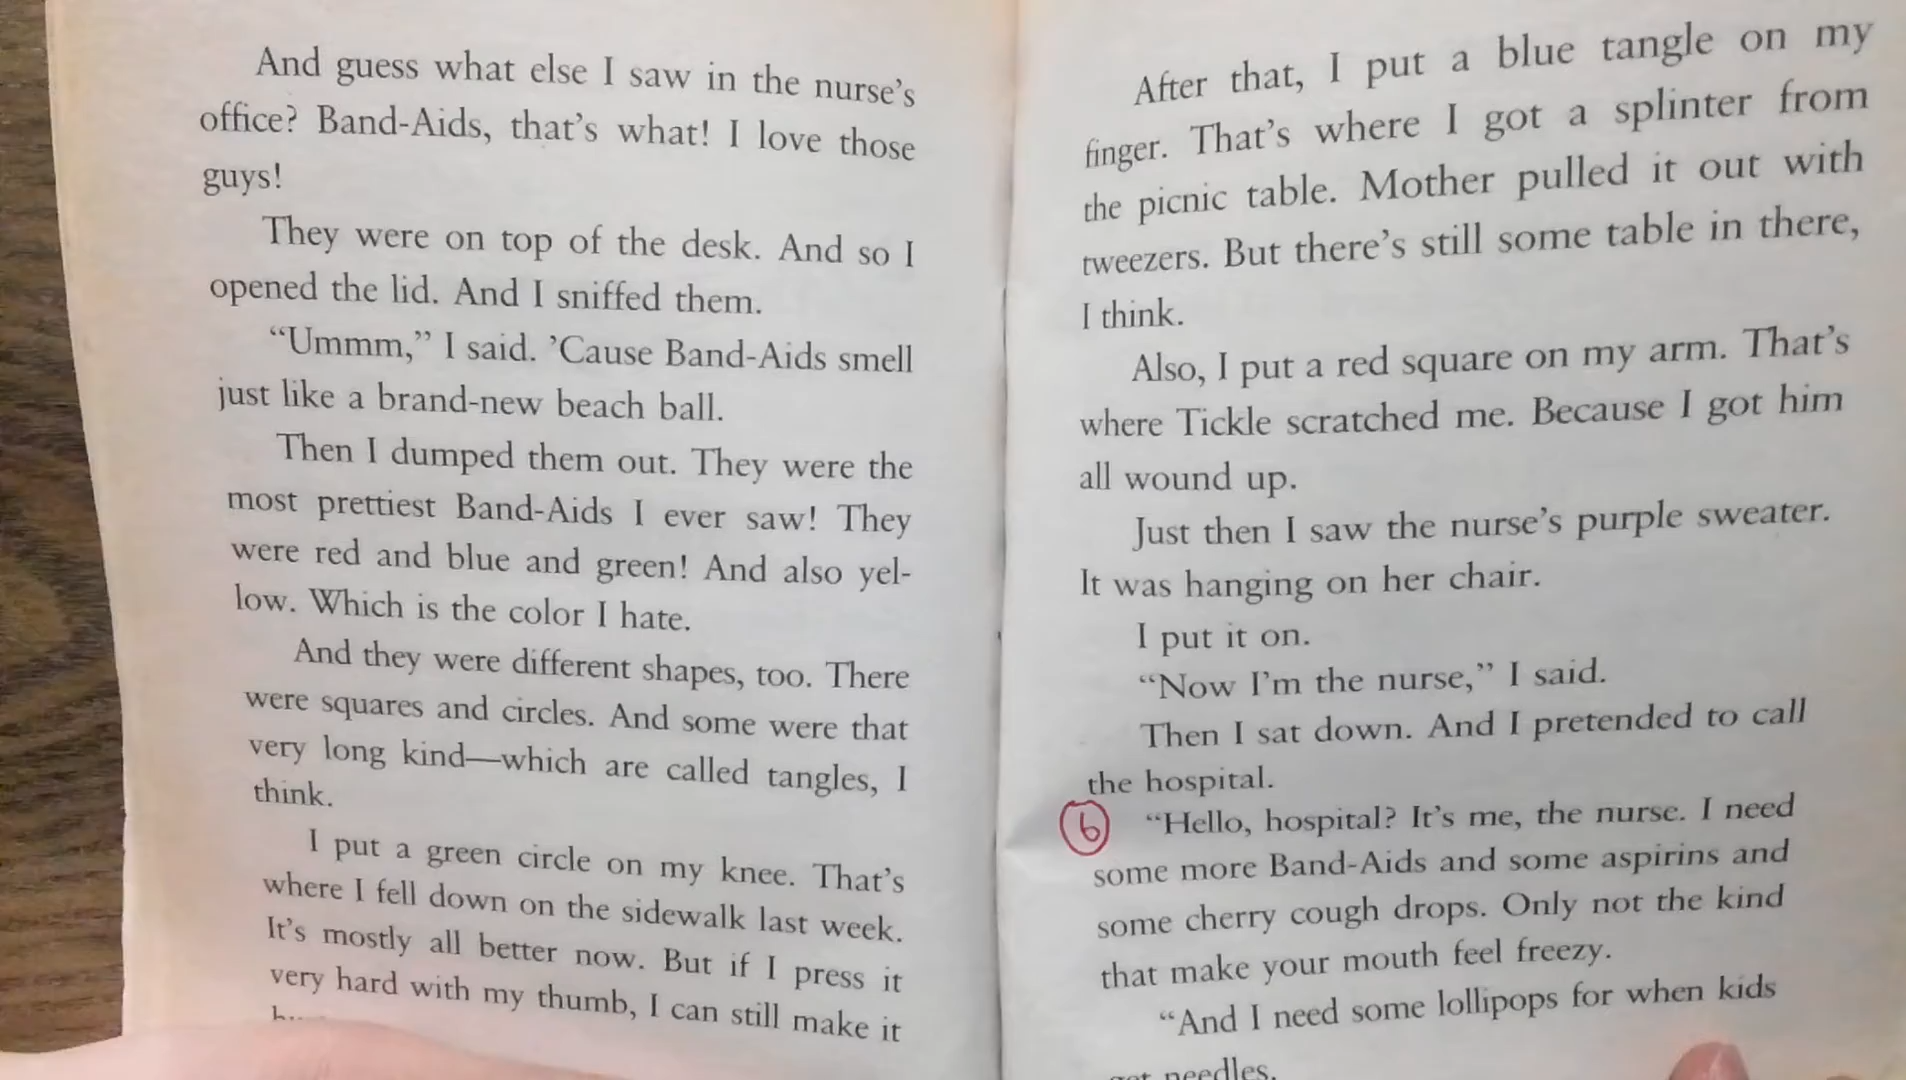 And guess what else I saw in the nurse's
office? Band-Aids, that's what! I love those
guys!
They were on top of the desk. And so I
opened the lid. And I sniffed them.
“Ummm,” I said. ’Cause Band-Aids smell
just like a brand-new beach ball.
Then I dumped them out. They were the
most prettiest Band-Aids I ever saw! They
were red and blue and green! And also yel-
low. Which is the color I hate.
And they were different shapes, too. There
were squares and circles. And some were that
very long kind—which are called tangles, I
think.
I put a green circle on my knee. That's
where I fell down on the sidewalk last week.
It's mostly all better now. But if I press it
very hard with my thumb, I can still make it
After that, I put a blue tangle on my
finger. That's where I got a splinter from
the picnic table. Mother pulled it out with
tweezers. But there's still some table in there,
I think.
Also, I put a red square on my arm. That's
where Tickle scratched me. Because I got him
all wound up.
Just then I saw the nurse's purple sweater.
It was hanging on her chair.
I put it on.
“Now I'm the nurse,” I said.
Then I sat down. And I pretended to call
the hospital.
6 “Hello, hospital? It's me, the nurse. I need
some more Band-Aids and some aspirins and
some cherry cough drops. Only not the kind
that make your mouth feel freezy.
“And I need some lollipops for when kids
needles.